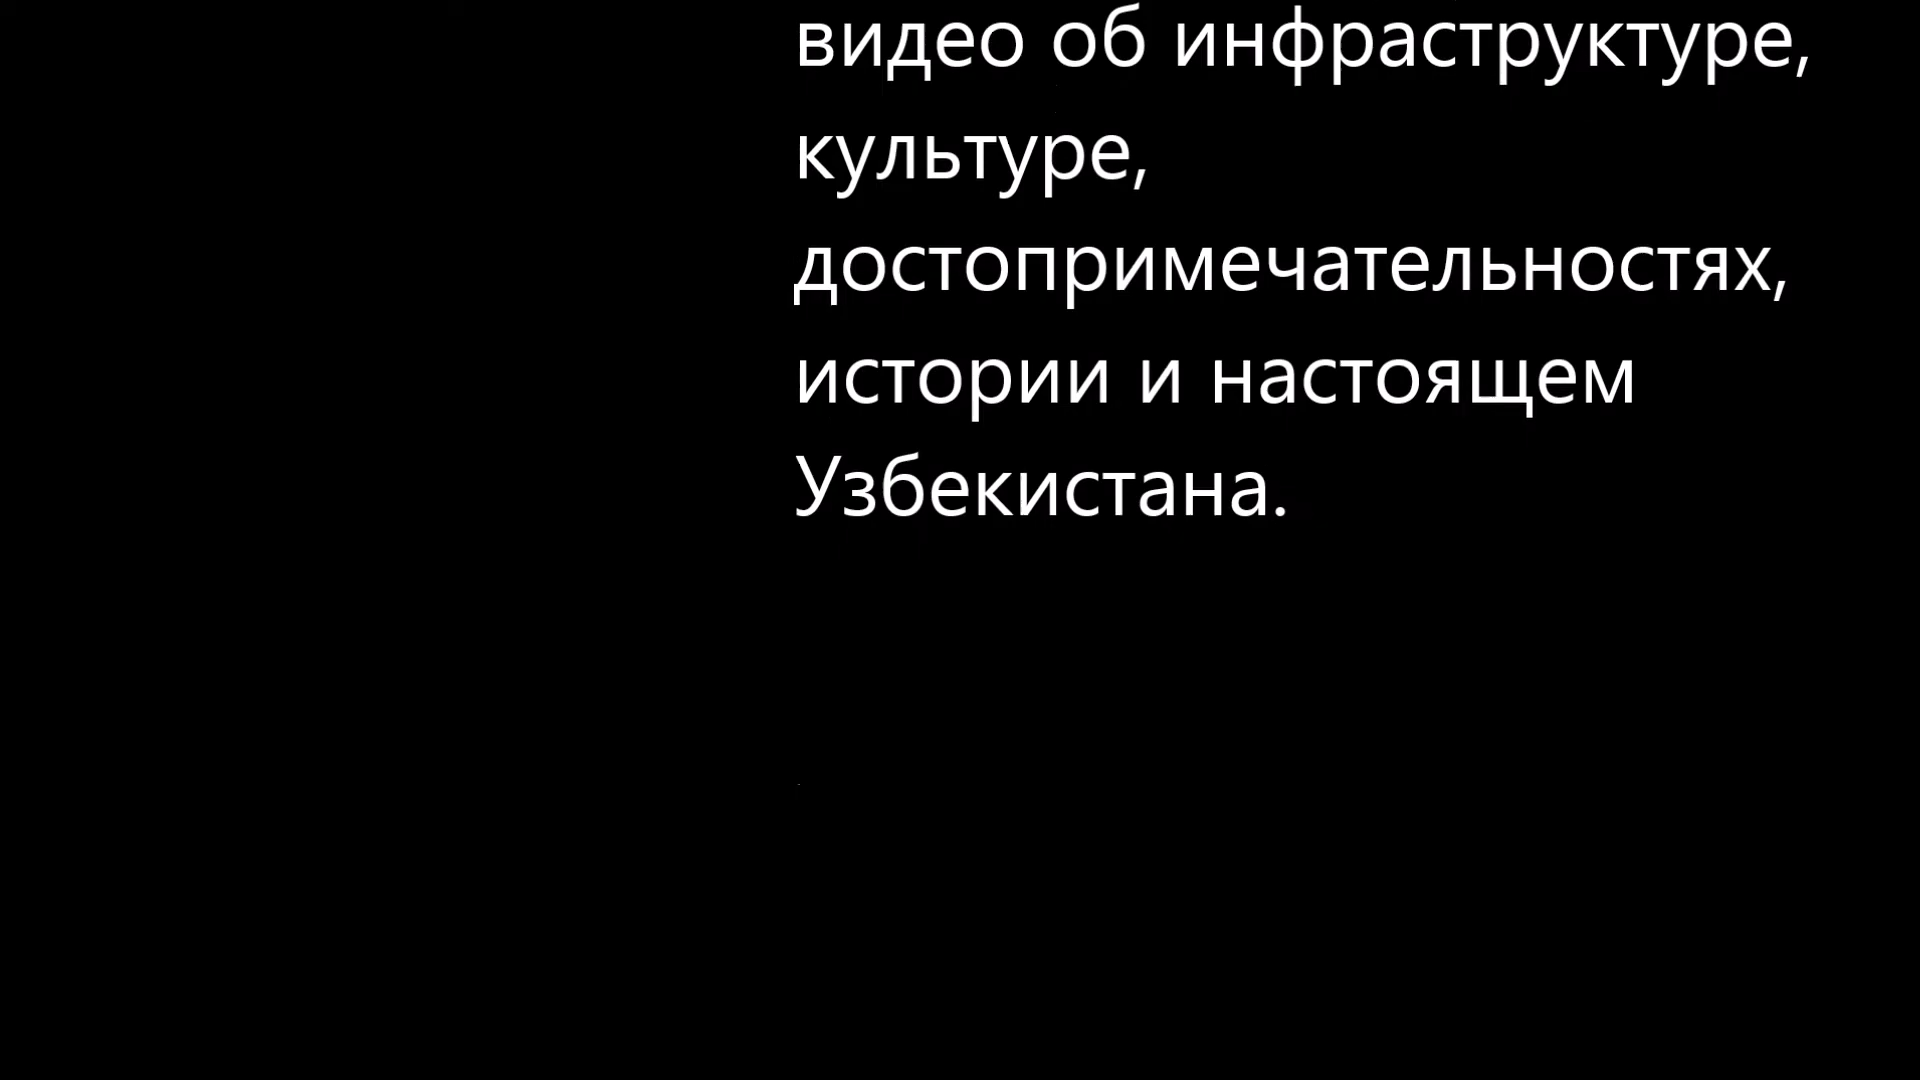 видео об инфраструктуре,
культуре,
достопримечательностях,
истории и настоящем
Узбекистана.